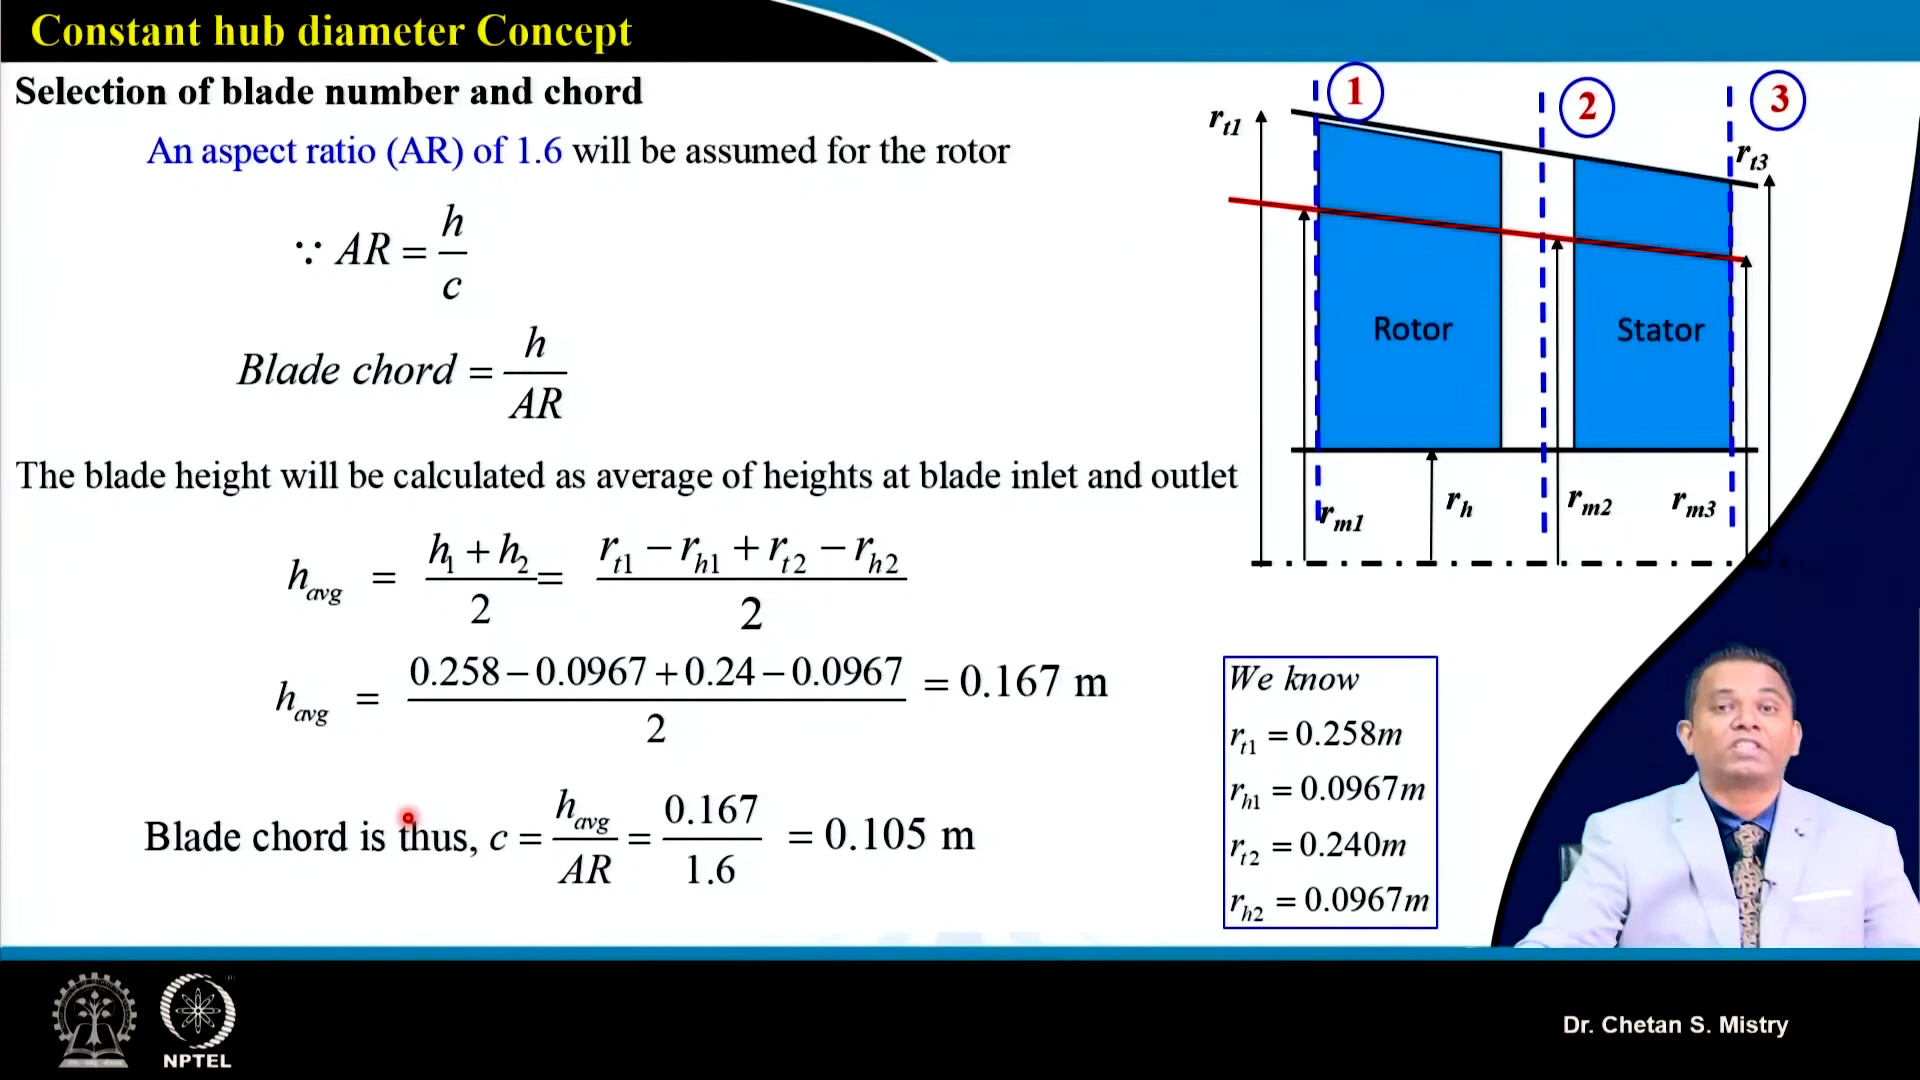 Constant hub diameter Concept
Selection of blade number and chord
An aspect ratio (AR) of 1.6 will be assumed for the rotor
∵ AR = h/c
Blade chord = h/AR
The blade height will be calculated as average of heights at blade inlet and outlet
h_avg = (h_1 + h_2)/2 = (r_t1 − r_h1 + r_t2 − r_h2)/2
h_avg = (0.258 − 0.0967 + 0.24 − 0.0967)/2 = 0.167 m
Blade chord is thus, c = h_avg/AR = 0.167/1.6 = 0.105 m
1
2
3
r_t1
r_t3
Rotor
Stator
r_m1
r_h
r_m2
r_m3
We know
r_t1 = 0.258m
r_h1 = 0.0967m
r_t2 = 0.240m
r_h2 = 0.0967m
NPTEL
Dr. Chetan S. Mistry